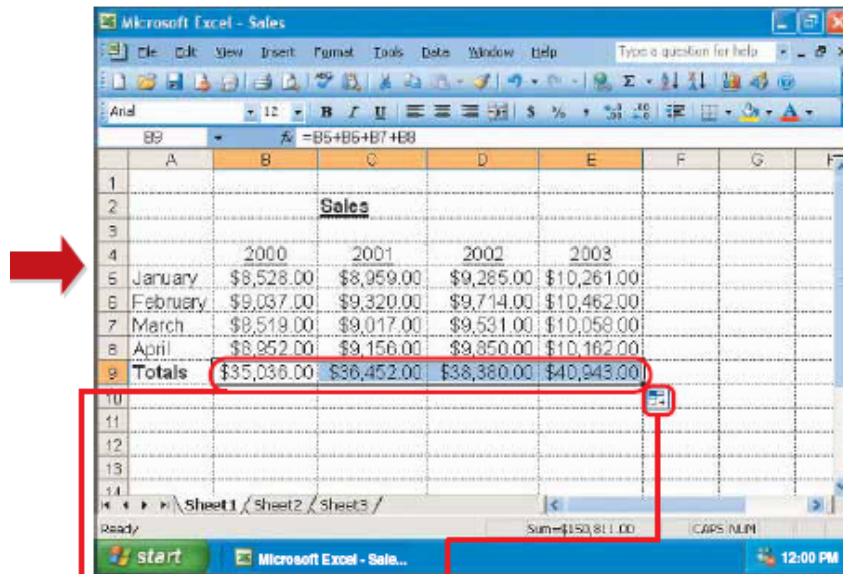 Microsoft Excel - Sales
File Edit View Insert Format Tools Data Window Help Type a question for help
Arial 12 B I U $ % ,
B9 fx =B5+B6+B7+B8
A B C D E F G H
1
2 Sales
3
4 2000 2001 2002 2003
5 January $8,528.00 $8,959.00 $9,285.00 $10,261.00
6 February $9,037.00 $9,320.00 $9,714.00 $10,462.00
7 March $8,519.00 $9,017.00 $9,531.00 $10,058.00
8 April $8,952.00 $9,156.00 $9,850.00 $10,162.00
9 Totals $35,036.00 $36,452.00 $38,380.00 $40,943.00
10
11
12
13
14
Sheet1 / Sheet2 / Sheet3 /
Ready Sum=$150,811.00 CAPS NUM
start Microsoft Excel - Sale... 12:00 PM